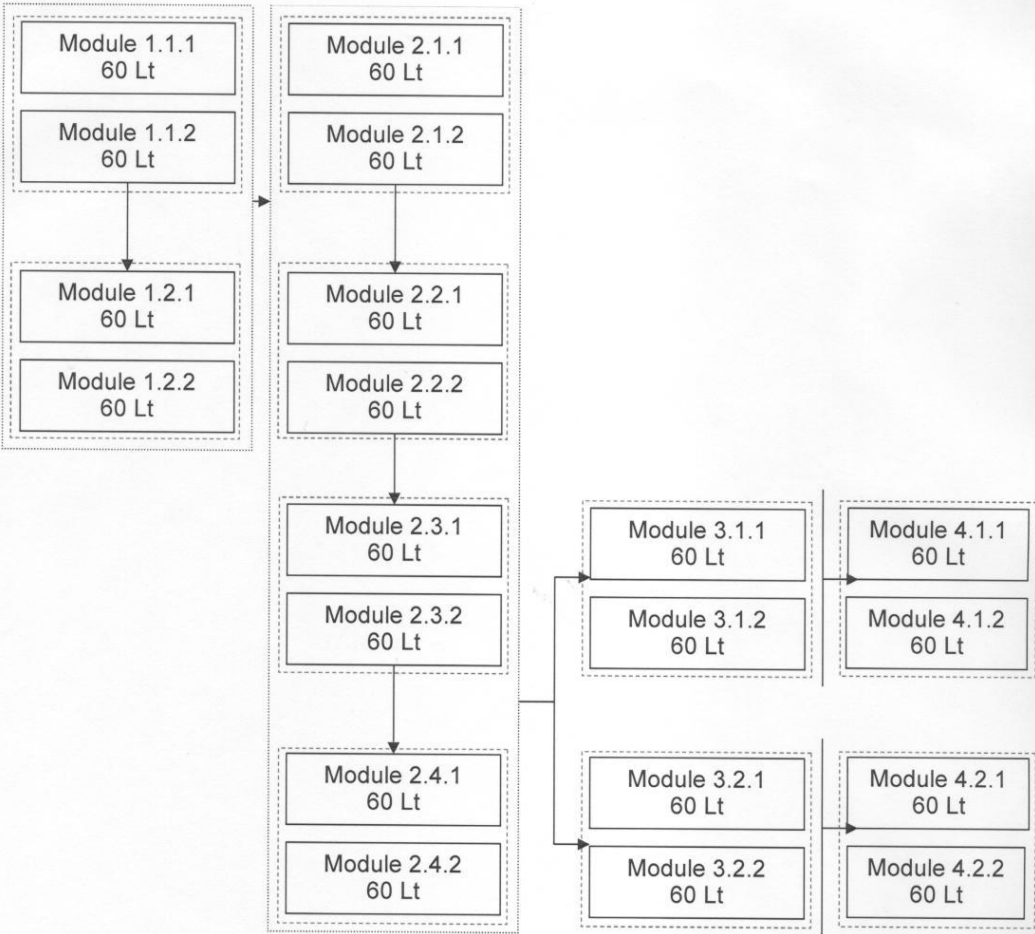 Module 1.1.1
60 Lt
Module 1.1.2
60 Lt
Module 1.2.1
60 Lt
Module 1.2.2
60 Lt
Module 2.1.1
60 Lt
Module 2.1.2
60 Lt
Module 2.2.1
60 Lt
Module 2.2.2
60 Lt
Module 2.3.1
60 Lt
Module 2.3.2
60 Lt
Module 2.4.1
60 Lt
Module 2.4.2
60 Lt
Module 3.1.1
60 Lt
Module 3.1.2
60 Lt
Module 3.2.1
60 Lt
Module 3.2.2
60 Lt
Module 4.1.1
60 Lt
Module 4.1.2
60 Lt
Module 4.2.1
60 Lt
Module 4.2.2
60 Lt